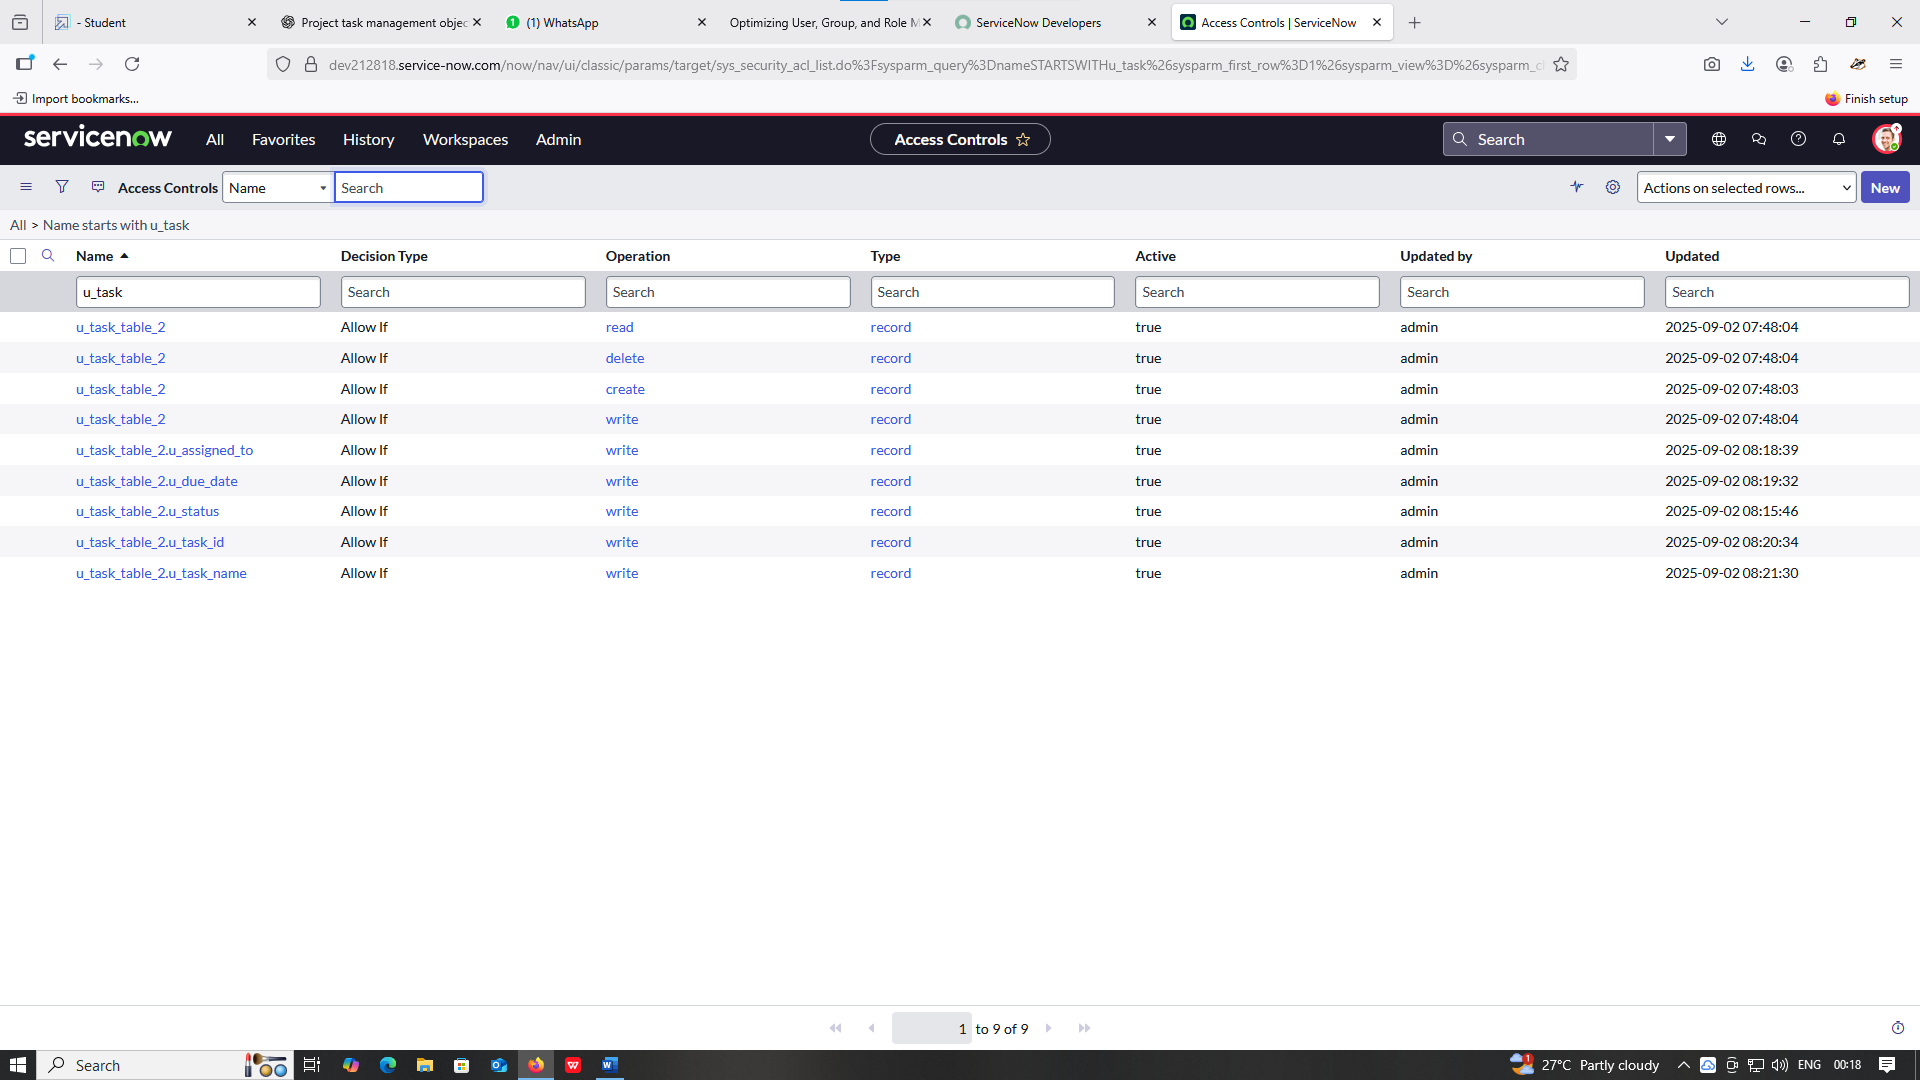 - Student
Project task management objec
(1) WhatsApp
Optimizing User, Group, and Role M
ServiceNow Developers
Access Controls | ServiceNow
dev212818.service-now.com/now/nav/ui/classic/params/target/sys_security_acl_list.do%3Fsysparm_query%3DnameSTARTSWITHu_task%26sysparm_first_row%3D1%26sysparm_view%3D%26sysparm_c
Import bookmarks...
Finish setup
servicenow
All
Favorites
History
Workspaces
Admin
Access Controls
Search
Access Controls
Name
Search
Actions on selected rows...
New
All > Name starts with u_task
Name Decision Type Operation Type Active Updated by Updated
u_task Search Search Search Search Search Search
u_task_table_2 Allow If read record true admin 2025-09-02 07:48:04
u_task_table_2 Allow If delete record true admin 2025-09-02 07:48:04
u_task_table_2 Allow If create record true admin 2025-09-02 07:48:03
u_task_table_2 Allow If write record true admin 2025-09-02 07:48:04
u_task_table_2.u_assigned_to Allow If write record true admin 2025-09-02 08:18:39
u_task_table_2.u_due_date Allow If write record true admin 2025-09-02 08:19:32
u_task_table_2.u_status Allow If write record true admin 2025-09-02 08:15:46
u_task_table_2.u_task_id Allow If write record true admin 2025-09-02 08:20:34
u_task_table_2.u_task_name Allow If write record true admin 2025-09-02 08:21:30
1 to 9 of 9
Search
27°C Partly cloudy
ENG
00:18